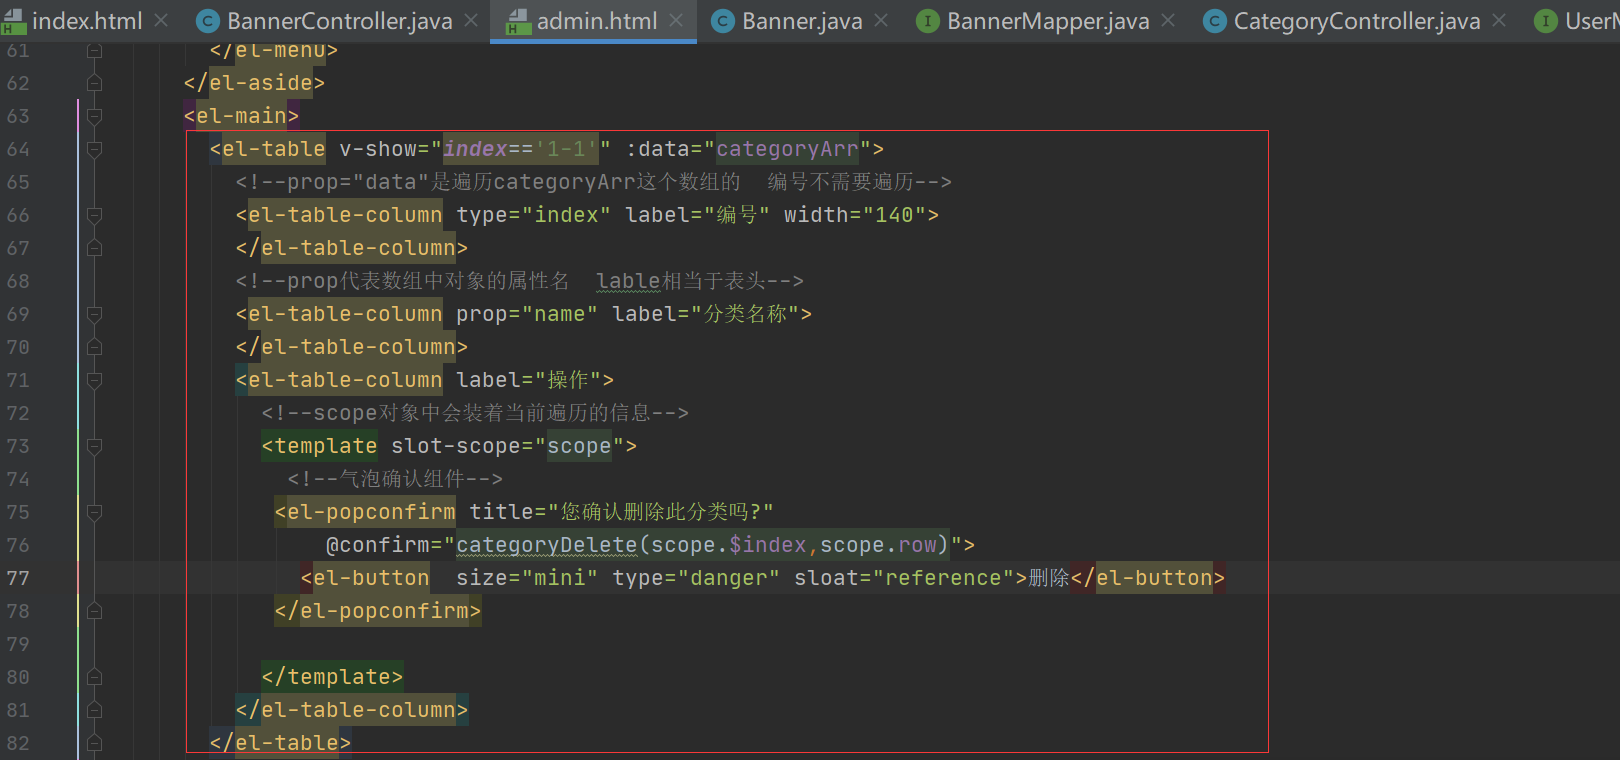 index.html × C BannerController.java × admin.html × C Banner.java × I BannerMapper.java × C CategoryController.java × I UserM
61 </el-menu>
62 </el-aside>
63 <el-main>
64 <el-table v-show="index=='1-1'" :data="categoryArr">
65 <!--prop="data"是遍历categoryArr这个数组的 编号不需要遍历-->
66 <el-table-column type="index" label="编号" width="140">
67 </el-table-column>
68 <!--prop代表数组中对象的属性名 lable相当于表头-->
69 <el-table-column prop="name" label="分类名称">
70 </el-table-column>
71 <el-table-column label="操作">
72 <!--scope对象中会装着当前遍历的信息-->
73 <template slot-scope="scope">
74 <!--气泡确认组件-->
75 <el-popconfirm title="您确认删除此分类吗?"
76 @confirm="categoryDelete(scope.$index,scope.row)">
77 <el-button size="mini" type="danger" sloat="reference">删除</el-button>
78 </el-popconfirm>
79
80 </template>
81 </el-table-column>
82 </el-table>